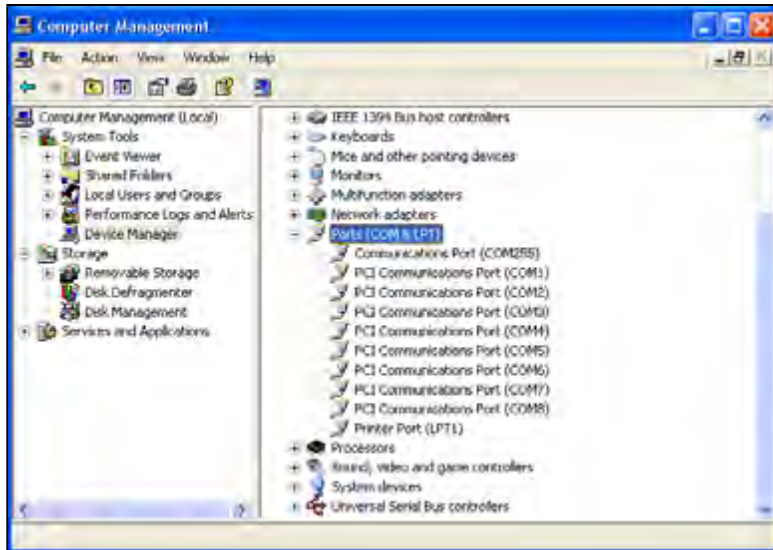 Computer Management
File Action View Window Help
Computer Management (Local)
System Tools
Event Viewer
Shared Folders
Local Users and Groups
Performance Logs and Alerts
Device Manager
Storage
Removable Storage
Disk Defragmenter
Disk Management
Services and Applications
IEEE 1394 Bus host controllers
Keyboards
Mice and other pointing devices
Monitors
Multifunction adapters
Network adapters
Ports (COM & LPT)
Communications Port (COM255)
PCI Communications Port (COM1)
PCI Communications Port (COM2)
PCI Communications Port (COM3)
PCI Communications Port (COM4)
PCI Communications Port (COM5)
PCI Communications Port (COM6)
PCI Communications Port (COM7)
PCI Communications Port (COM8)
Printer Port (LPT1)
Processors
Sound, video and game controllers
System devices
Universal Serial Bus controllers